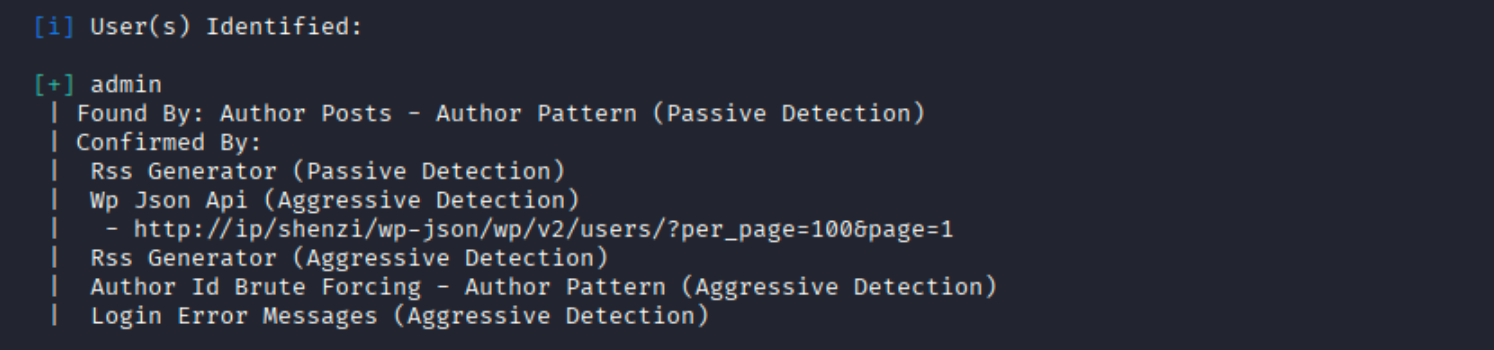 [i] User(s) Identified:
[+] admin
| Found By: Author Posts - Author Pattern (Passive Detection)
| Confirmed By:
|  Rss Generator (Passive Detection)
|  Wp Json Api (Aggressive Detection)
|   - http://ip/shenzi/wp-json/wp/v2/users/?per_page=100&page=1
|  Rss Generator (Aggressive Detection)
|  Author Id Brute Forcing - Author Pattern (Aggressive Detection)
|  Login Error Messages (Aggressive Detection)